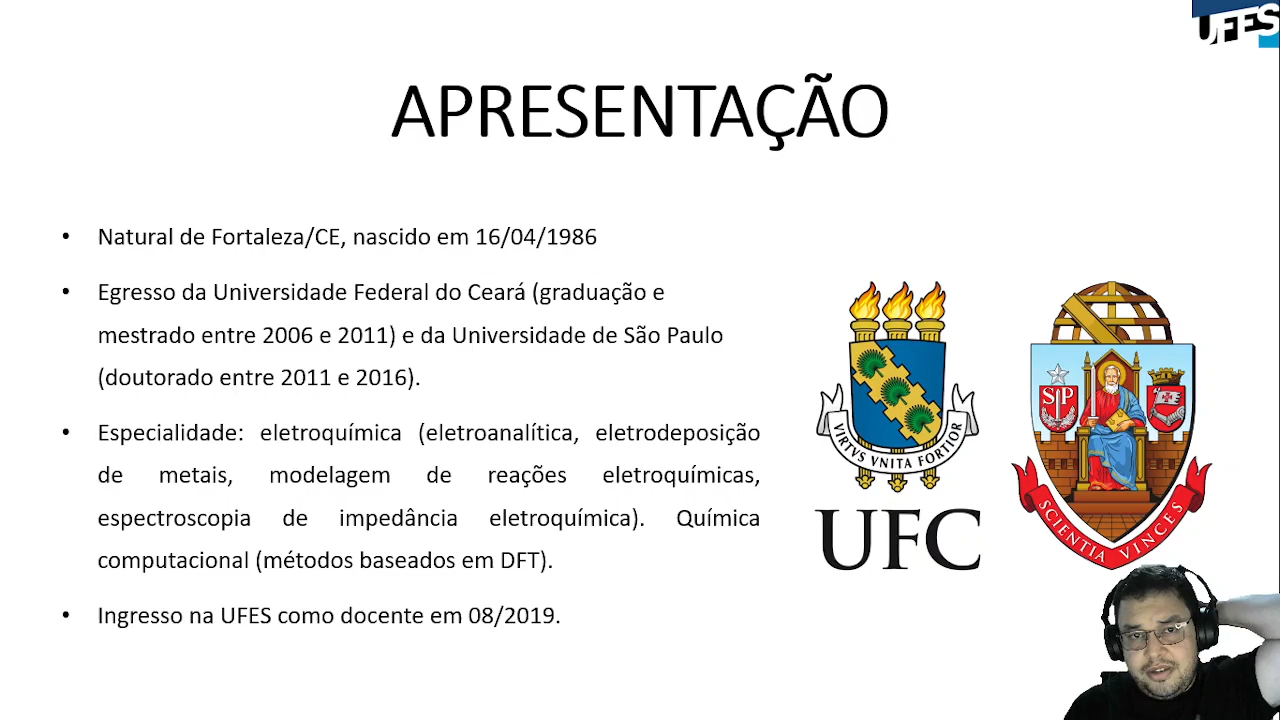 UFES
APRESENTAÇÃO
• Natural de Fortaleza/CE, nascido em 16/04/1986
• Egresso da Universidade Federal do Ceará (graduação e
mestrado entre 2006 e 2011) e da Universidade de São Paulo
(doutorado entre 2011 e 2016).
• Especialidade: eletroquímica (eletroanalítica, eletrodeposição
de metais, modelagem de reações eletroquímicas,
espectroscopia de impedância eletroquímica). Química
computacional (métodos baseados em DFT).
• Ingresso na UFES como docente em 08/2019.
VIRTVS VNITA FORTIOR
UFC
SP
SCIENTIA VINCES